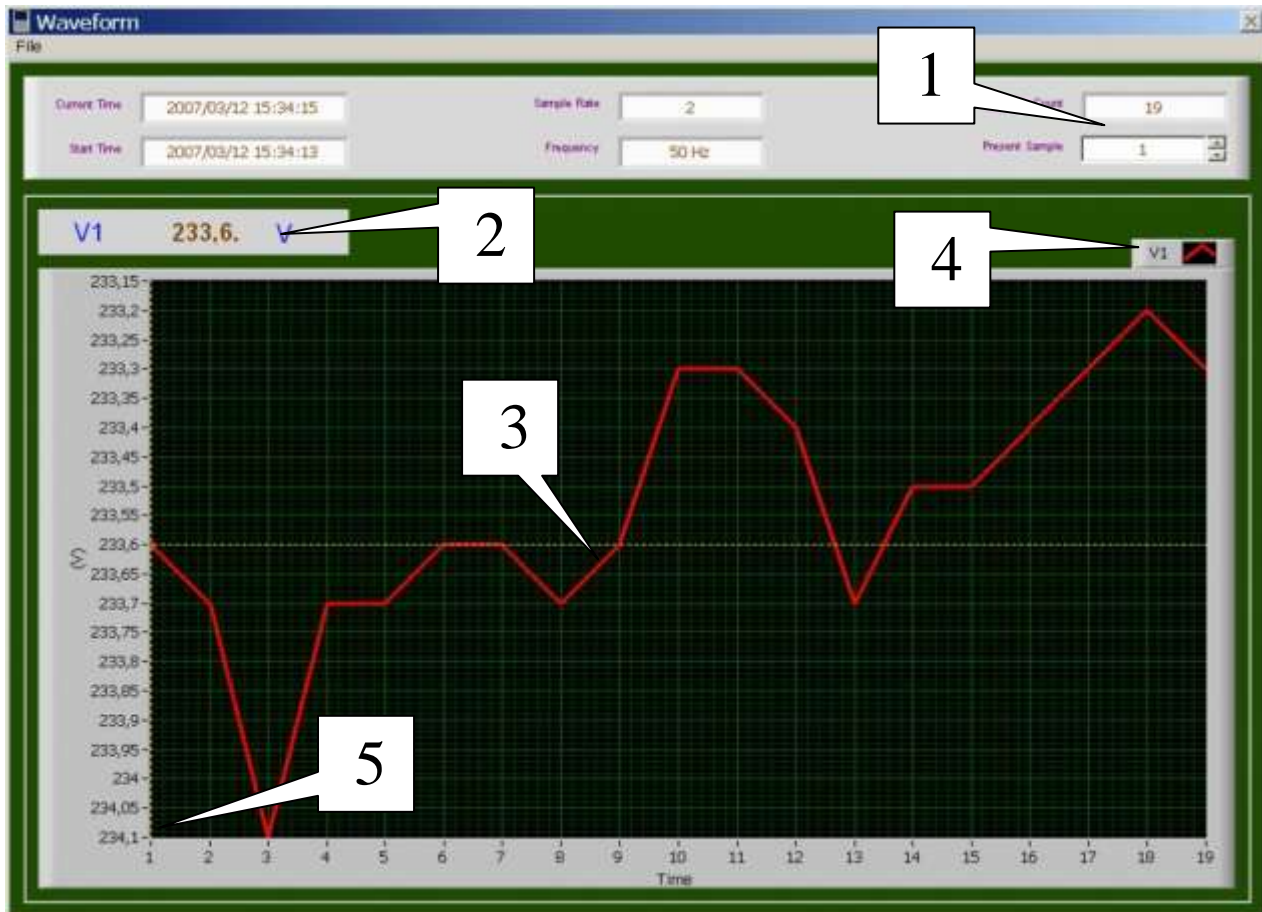 Waveform
File
Current Time 2007/03/12 15:34:15 Sample Rate 2 Count 19
Start Time 2007/03/12 15:34:13 Frequency 50 Hz Present Sample 1
1
V1 233,6. V
2
4
V1
233,15
233,2
233,25
233,3
233,35
233,4
233,45
233,5
233,55
233,6
233,65
233,7
233,75
233,8
233,85
233,9
233,95
234
234,05
234,1
(V)
3
5
1 2 3 4 5 6 7 8 9 10 11 12 13 14 15 16 17 18 19
Time